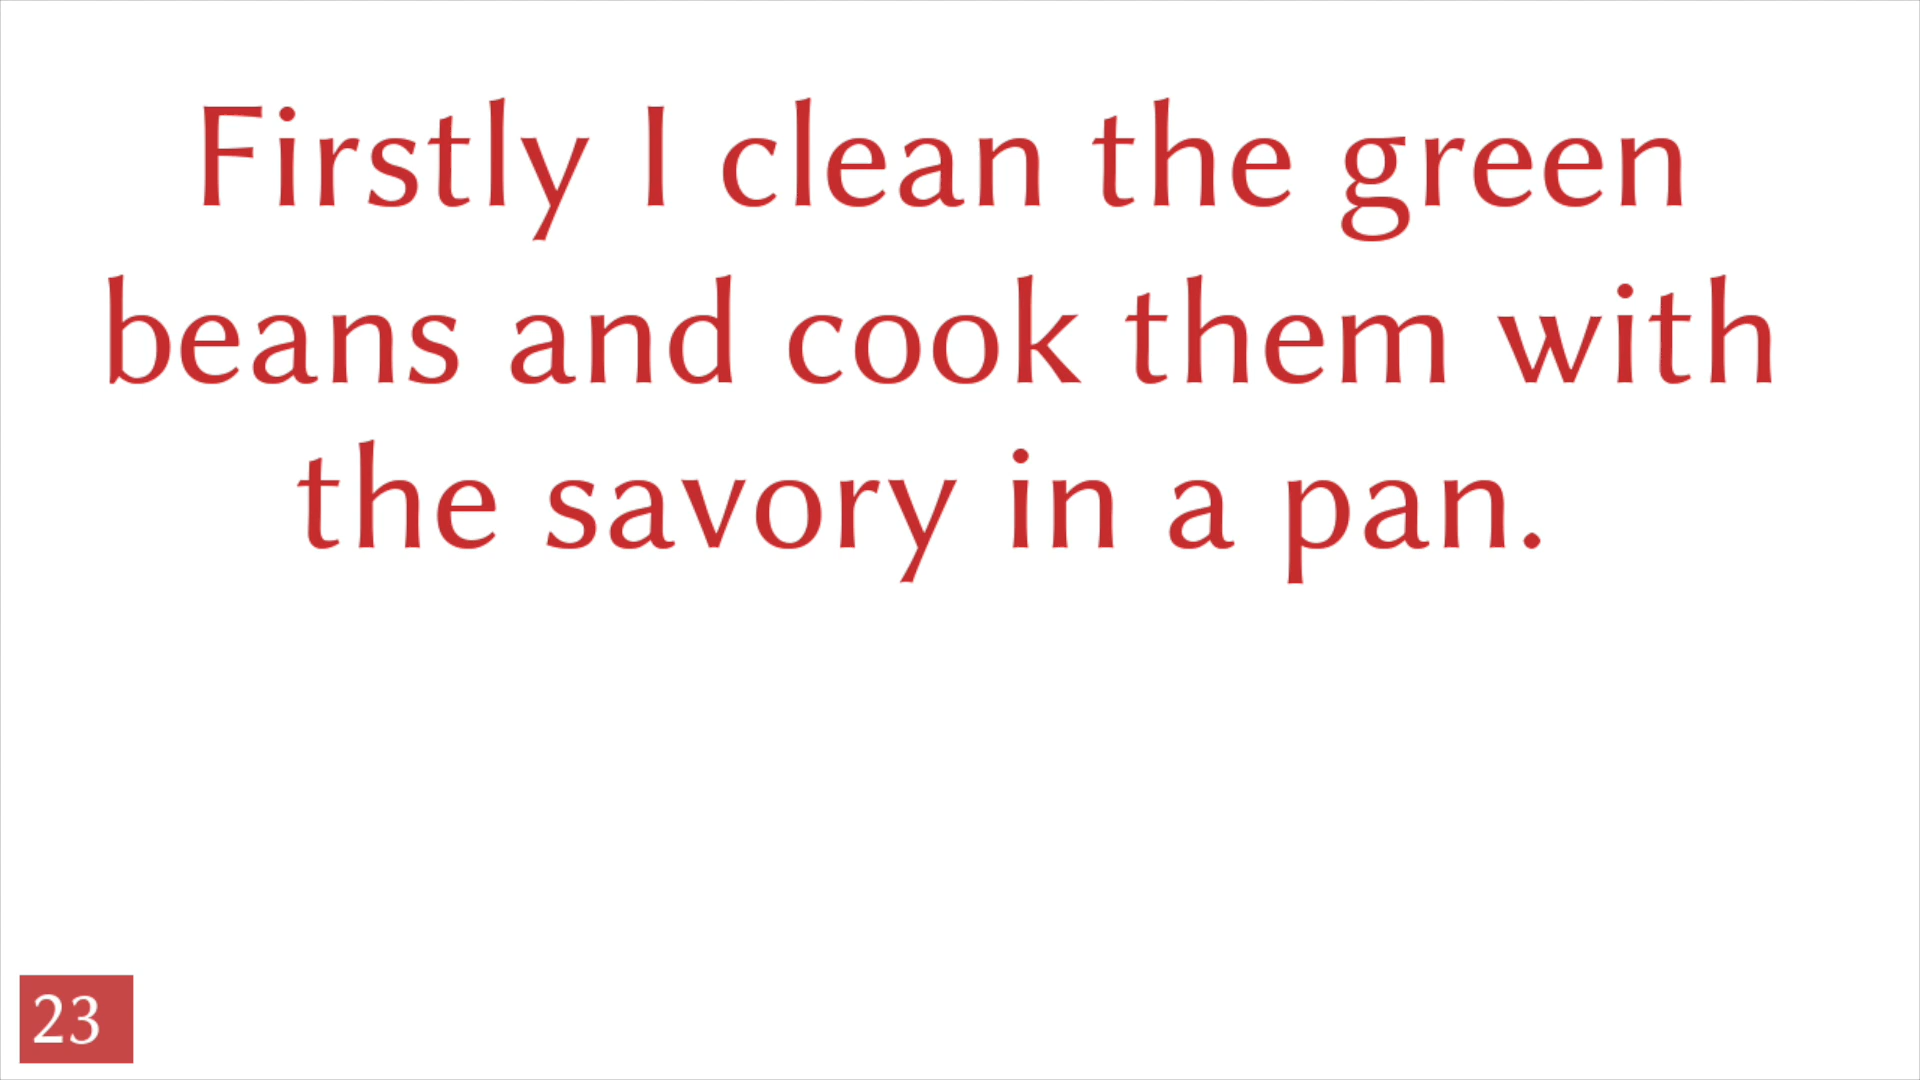 Firstly I clean the green
beans and cook them with
the savory in a pan.
23